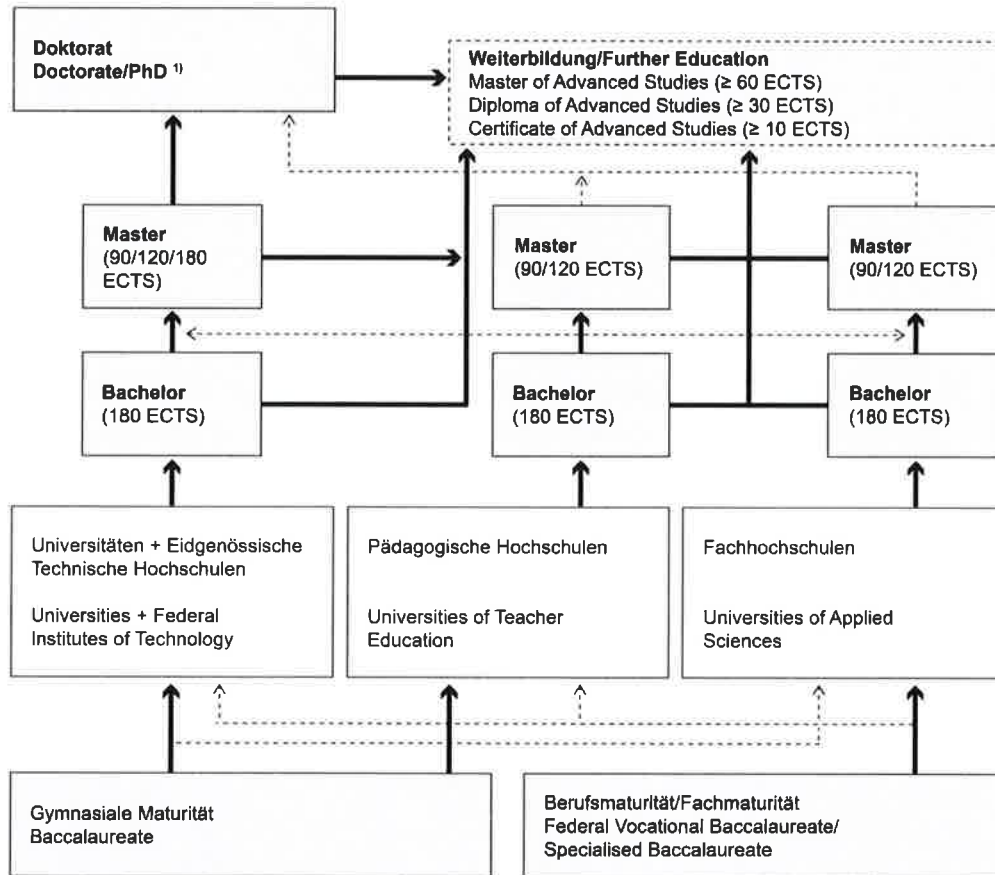 Doktorat
Doctorate/PhD ¹⁾
Weiterbildung/Further Education
Master of Advanced Studies (≥ 60 ECTS)
Diploma of Advanced Studies (≥ 30 ECTS)
Certificate of Advanced Studies (≥ 10 ECTS)
Master
(90/120/180
ECTS)
Master
(90/120 ECTS)
Master
(90/120 ECTS)
Bachelor
(180 ECTS)
Bachelor
(180 ECTS)
Bachelor
(180 ECTS)
Universitäten + Eidgenössische
Technische Hochschulen
Universities + Federal
Institutes of Technology
Pädagogische Hochschulen
Universities of Teacher
Education
Fachhochschulen
Universities of Applied
Sciences
Gymnasiale Maturität
Baccalaureate
Berufsmaturität/Fachmaturität
Federal Vocational Baccalaureate/
Specialised Baccalaureate